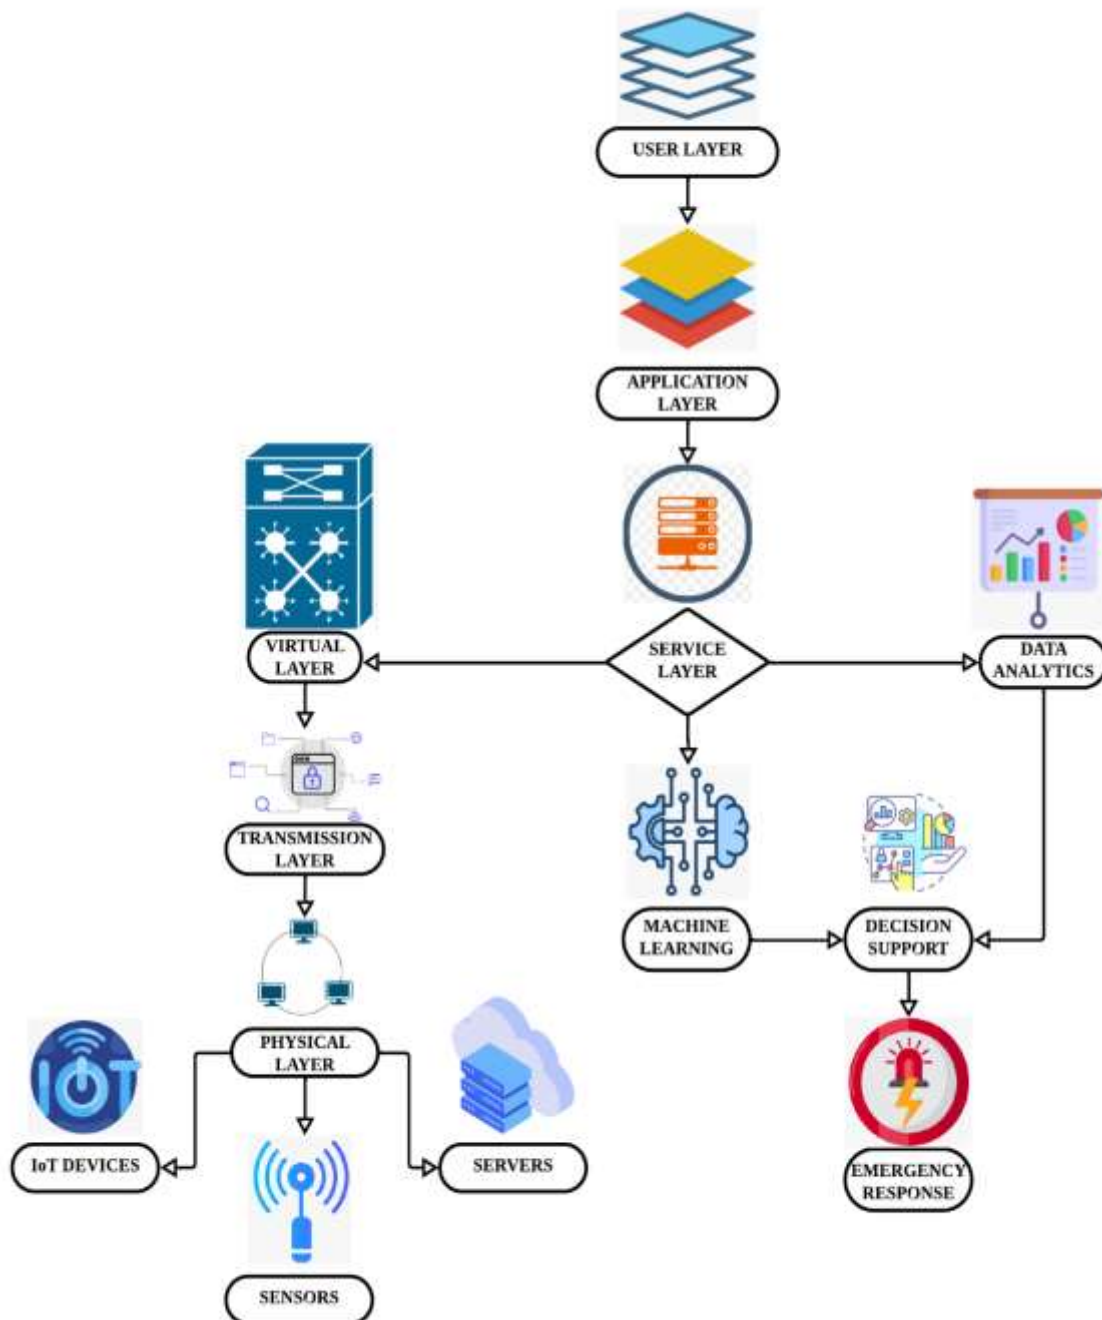 USER LAYER
APPLICATION
LAYER
VIRTUAL
LAYER
SERVICE
LAYER
DATA
ANALYTICS
TRANSMISSION
LAYER
MACHINE
LEARNING
DECISION
SUPPORT
PHYSICAL
LAYER
IOT
IoT DEVICES
SERVERS
EMERGENCY
RESPONSE
SENSORS